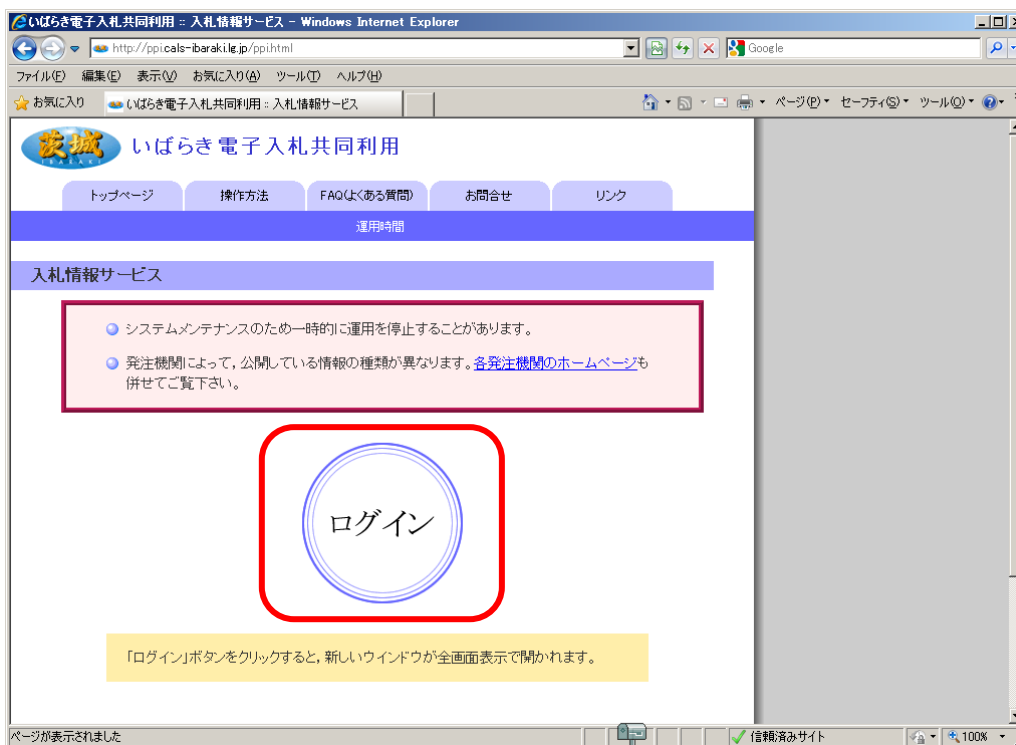 いばらき電子入札共同利用 :: 入札情報サービス - Windows Internet Explorer
http://ppi.cals-ibaraki.lg.jp/ppi.html
Google
ファイル(F) 編集(E) 表示(V) お気に入り(A) ツール(T) ヘルプ(H)
お気に入り いばらき電子入札共同利用 :: 入札情報サービス ページ(P) セーフティ(S) ツール(O)
茨城 いばらき電子入札共同利用
IBARAKI
トップページ 操作方法 FAQ(よくある質問) お問合せ リンク
運用時間
入札情報サービス
システムメンテナンスのため一時的に運用を停止することがあります。
発注機関によって，公開している情報の種類が異なります。各発注機関のホームページも
併せてご覧下さい。
ログイン
「ログイン」ボタンをクリックすると，新しいウインドウが全画面表示で開かれます。
ページが表示されました 信頼済みサイト 100%